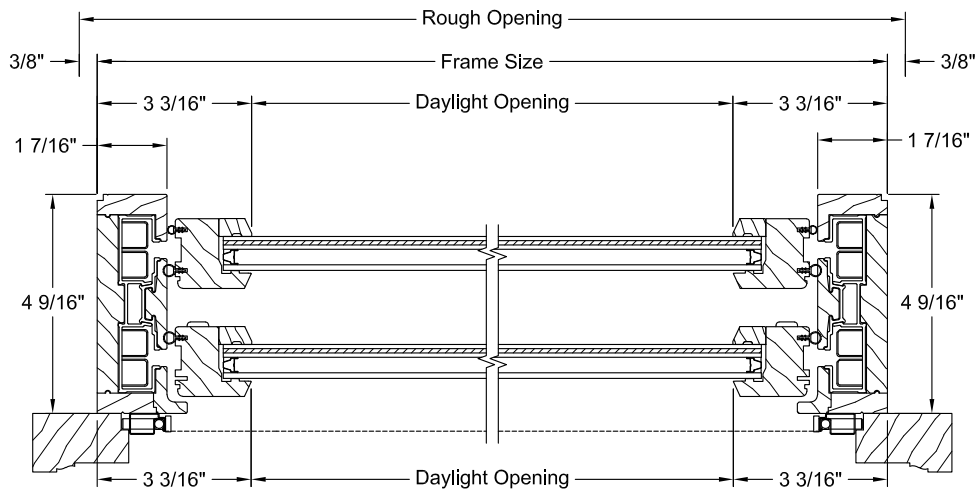 Rough Opening
3/8" Frame Size 3/8"
3 3/16" Daylight Opening 3 3/16"
1 7/16" 1 7/16"
4 9/16" 4 9/16"
3 3/16" Daylight Opening 3 3/16"